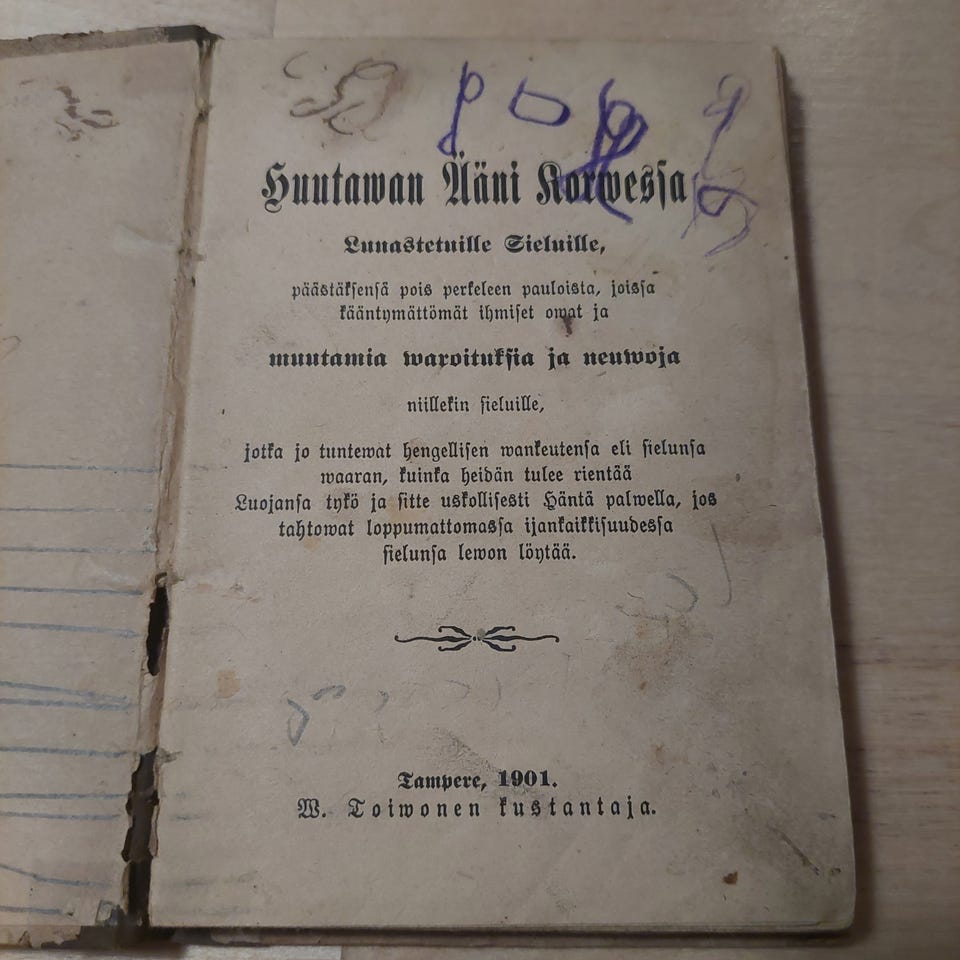 Huutawan Ääni Korwessa
Lunastetuille Sieluille,
päästäksensä pois perkeleen pauloista, joissa
kääntymättömät ihmiset owat ja
muutamia waroituksia ja neuwoja
niillekin sieluille,
jotka jo tuntewat hengellisen wankeutensa eli sielunsa
waaran, kuinka heidän tulee rientää
Luojansa tykö ja sitte uskollisesti Häntä palwella, jos
tahtowat loppumattomassa ijankaikkisuudessa
sielunsa lewon löytää.
Tampere, 1901.
W. Toiwonen kustantaja.